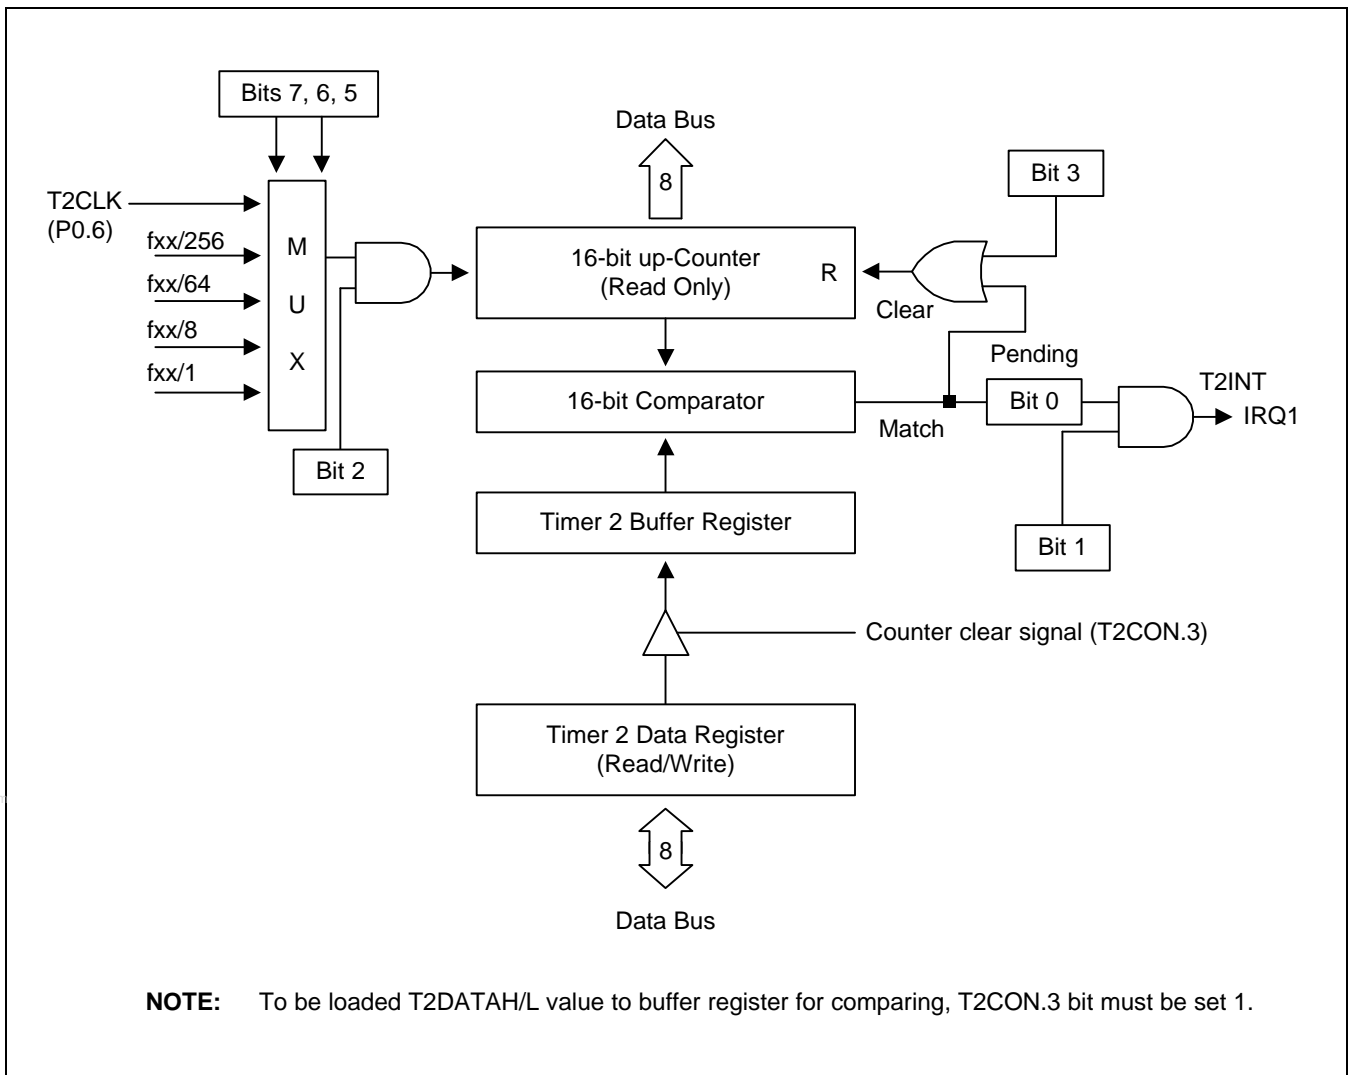 Bits 7, 6, 5
Data Bus
8
Bit 3
T2CLK
(P0.6)
fxx/256
fxx/64
fxx/8
fxx/1
M
U
X
16-bit up-Counter
(Read Only)
R
Clear
Pending
16-bit Comparator
Match
Bit 0
T2INT
IRQ1
Bit 2
Timer 2 Buffer Register
Bit 1
Counter clear signal (T2CON.3)
Timer 2 Data Register
(Read/Write)
8
Data Bus
NOTE: To be loaded T2DATAH/L value to buffer register for comparing, T2CON.3 bit must be set 1.